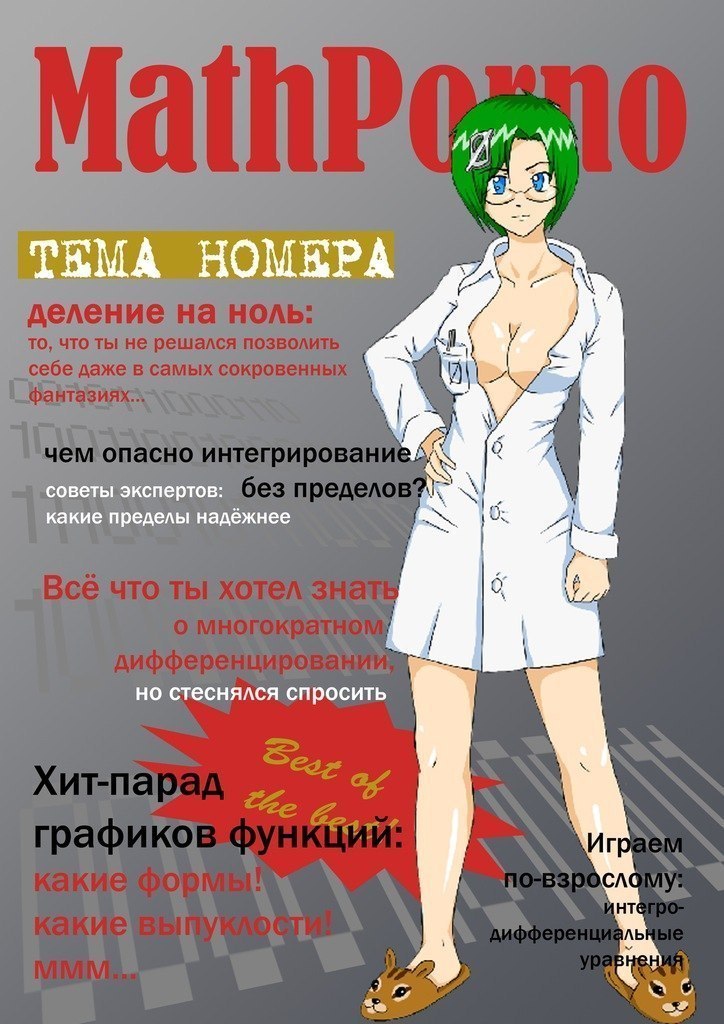 MathPorno
ТЕМА НОМЕРА
деление на ноль:
то, что ты не решался позволить
себе даже в самых сокровенных
фантазиях...
чем опасно интегрирование
без пределов?
советы экспертов:
какие пределы надёжнее
Всё что ты хотел знать
о многократном
дифференцировании,
но стеснялся спросить
Best of
the best!
Хит-парад
графиков функций:
какие формы!
какие выпуклости!
ммм...
Играем
по-взрослому:
интегро-
дифференциальные
уравнения